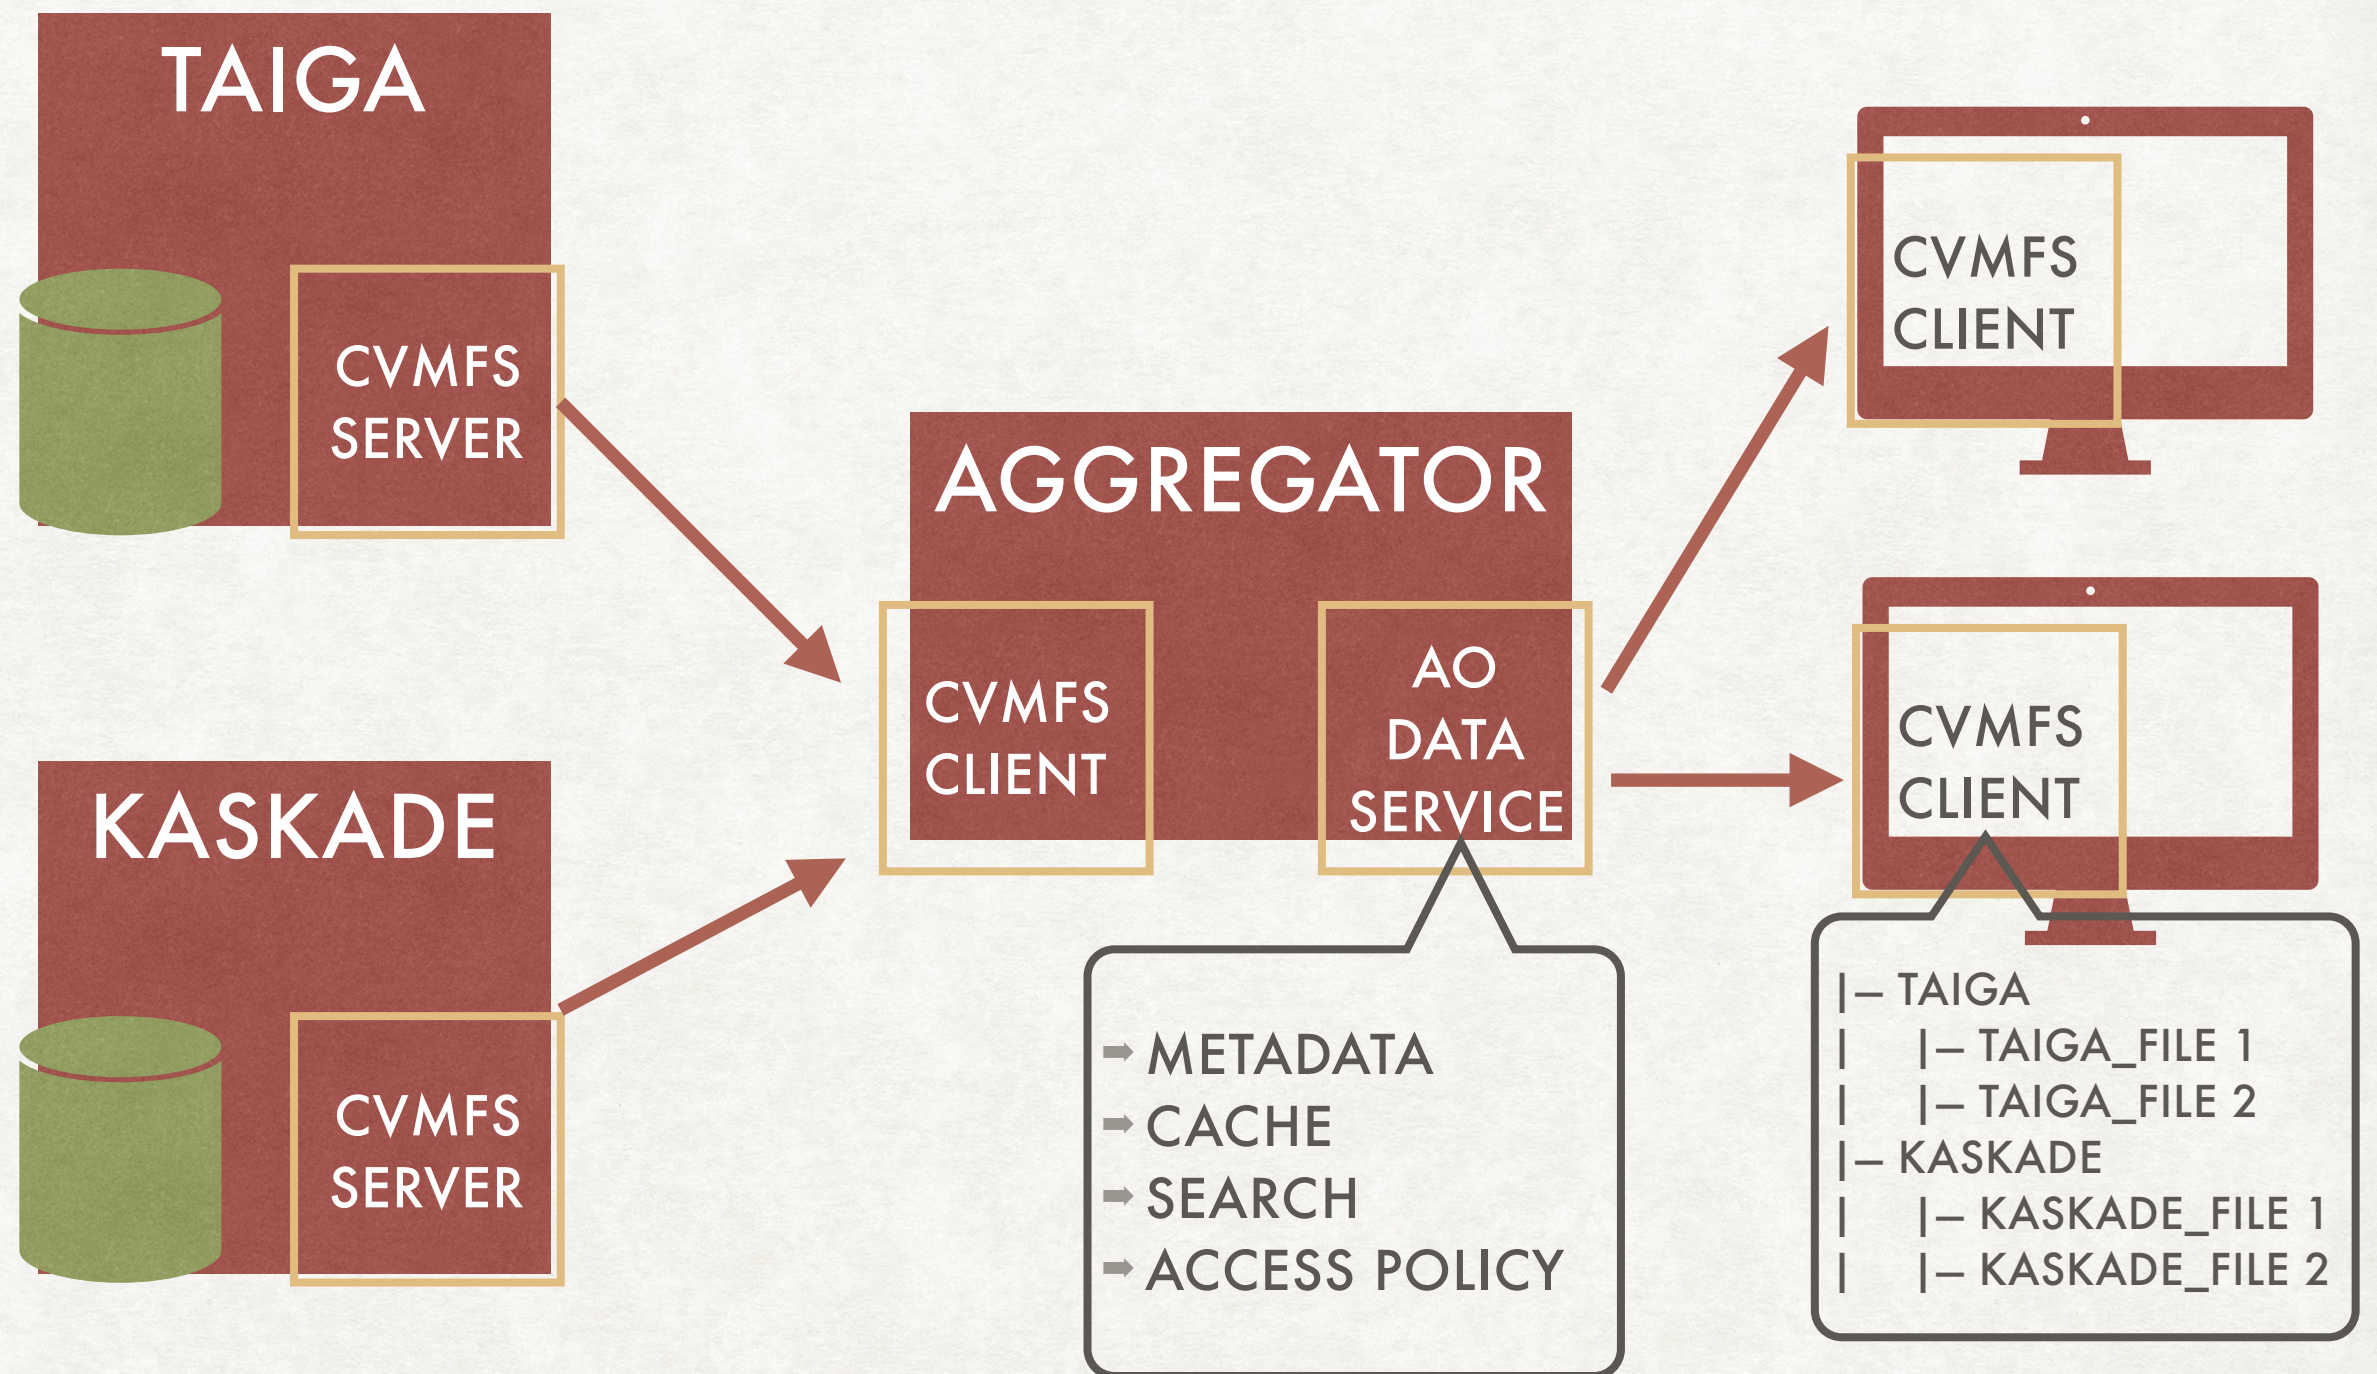 TAIGA
CVMFS
SERVER
KASKADE
CVMFS
SERVER
AGGREGATOR
CVMFS
CLIENT
AO
DATA
SERVICE
➡ METADATA
➡ CACHE
➡ SEARCH
➡ ACCESS POLICY
CVMFS
CLIENT
CVMFS
CLIENT
|— TAIGA
|    |— TAIGA_FILE 1
|    |— TAIGA_FILE 2
|— KASKADE
|    |— KASKADE_FILE 1
|    |— KASKADE_FILE 2